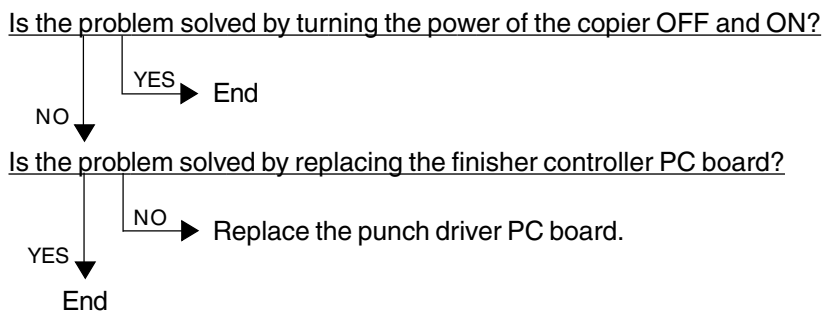 Is the problem solved by turning the power of the copier OFF and ON?
YES
End
NO
Is the problem solved by replacing the finisher controller PC board?
NO
Replace the punch driver PC board.
YES
End